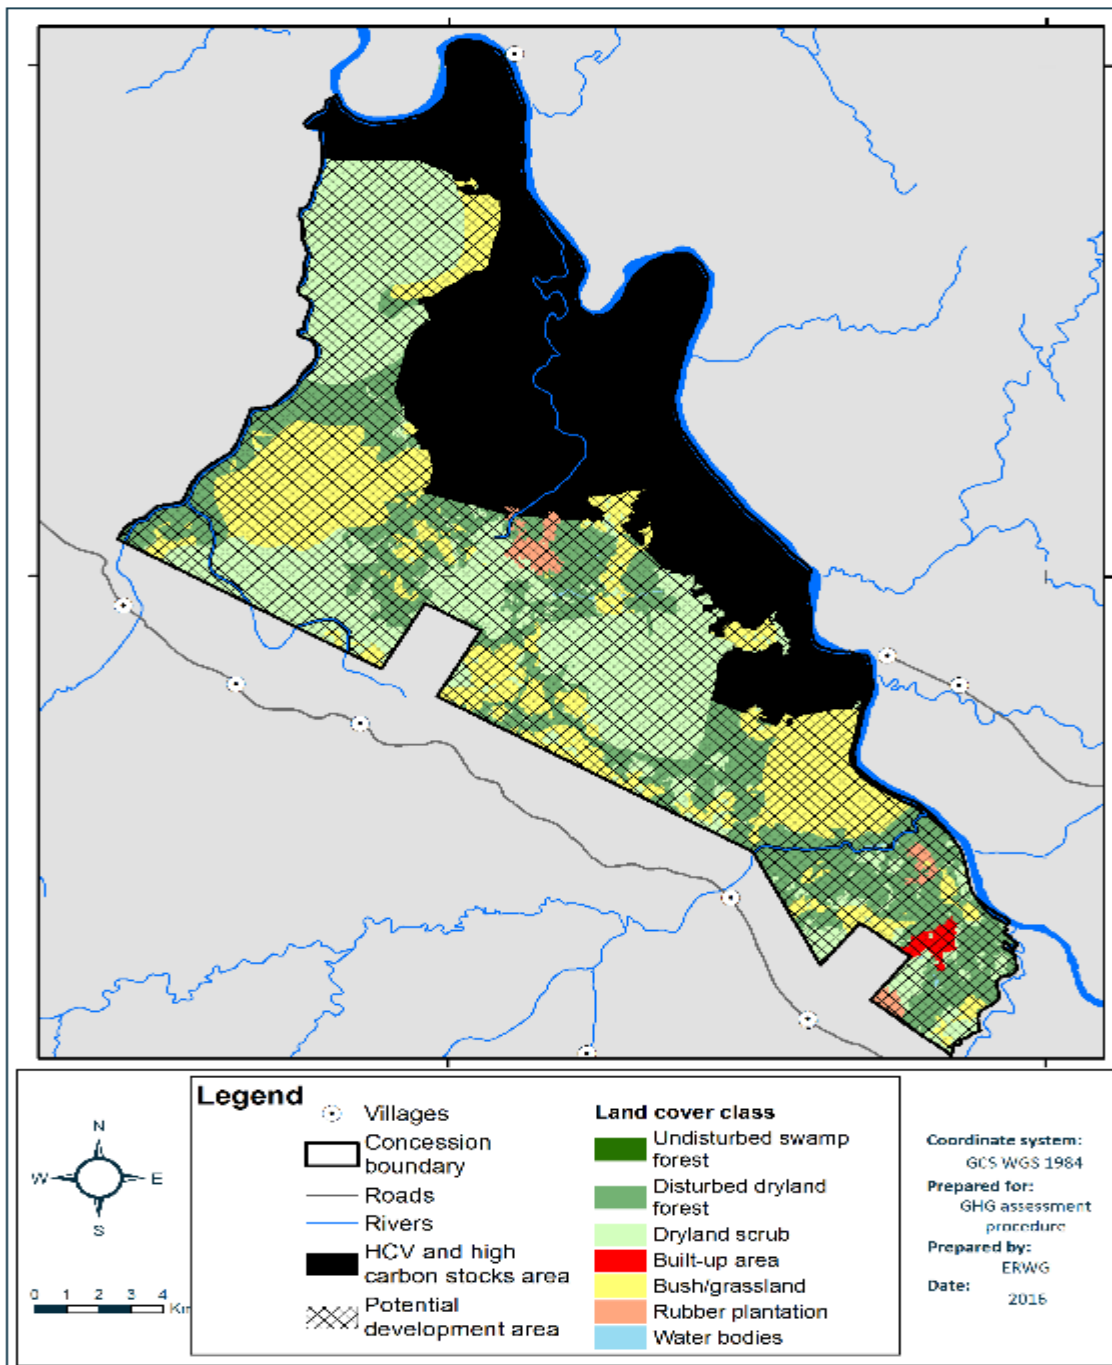 Legend
Villages
Concession
boundary
Roads
Rivers
HCV and high
carbon stocks area
Potential
development area
Land cover class
Undisturbed swamp
forest
Disturbed dryland
forest
Dryland scrub
Built-up area
Bush/grassland
Rubber plantation
Water bodies
N
W E
S
0 1 2 3 4
Km
Coordinate system:
GCS WGS 1984
Prepared for:
GHG assessment
procedure
Prepared by:
ERWG
Date:
2016